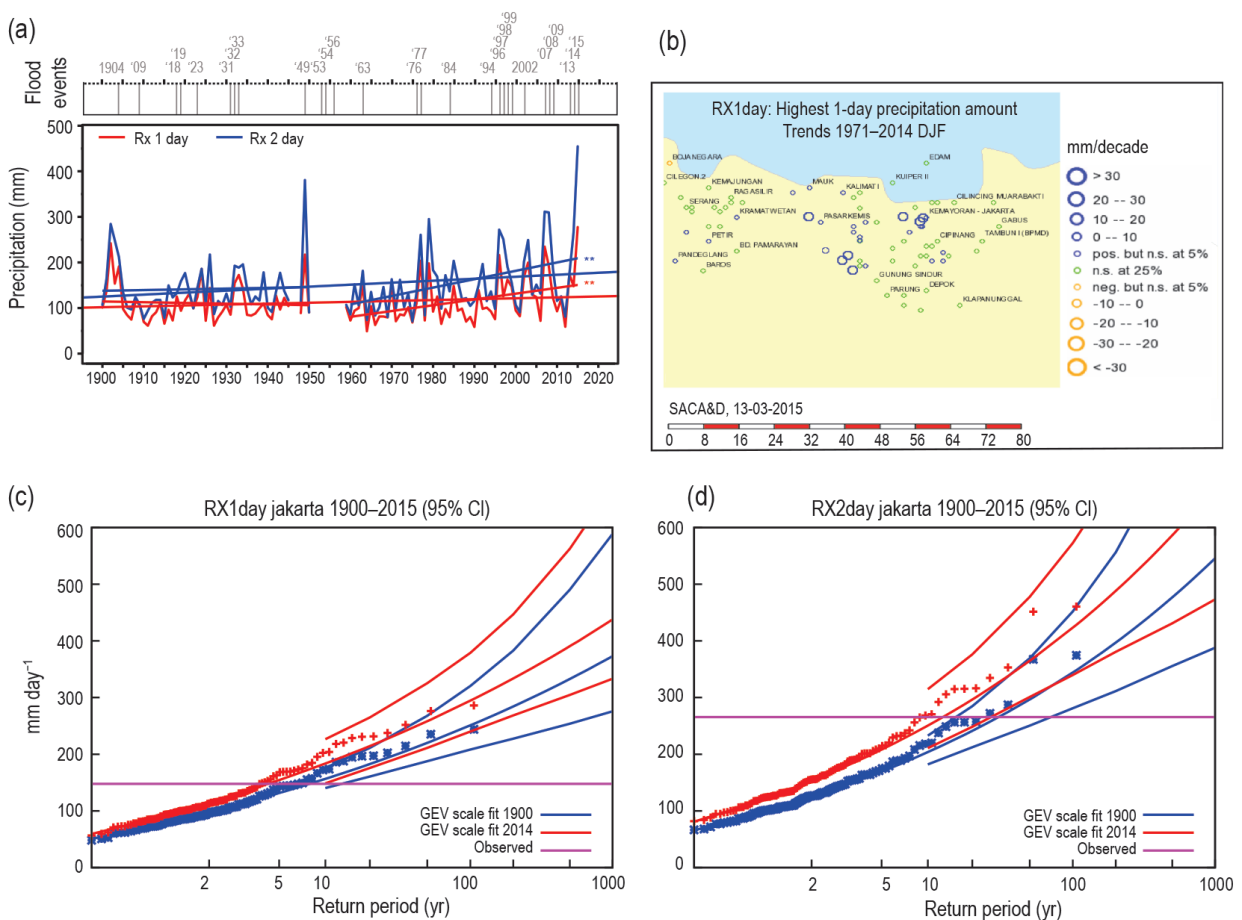 (a)
'99
'98
'97
'96
'09
'08
'07
'15
'14
'13
'33
'32
'31
'19
'18
'56
'54
'49'53
'77
'76
1904 '09
'23
'63
'84
'94
2002
Flood
events
500
400
300
200
100
0
Precipitation (mm)
Rx 1 day
Rx 2 day
**
**
1900 1910 1920 1930 1940 1950 1960 1970 1980 1990 2000 2010 2020
(b)
RX1day: Highest 1-day precipitation amount
Trends 1971–2014 DJF
BOJANEGARA
EDAM
CILEGON.2
KEMAJUNGAN
MAUK
KALIMATI
KUIPER II
RAGASILIR
SERANG
CILINCING MUARABAKTI
KRAMATWETAN
PASARKEMIS
KEMAYORAN - JAKARTA
GABUS
PETIR
CIPINANG
TAMBUN I (BPMD)
PANDEGLANG
BD. PAMARAYAN
BAROS
GUNUNG SINDUR
PARUNG
DEPOK
KLAPANUNGGAL
mm/decade
> 30
20 -- 30
10 -- 20
0 -- 10
pos. but n.s. at 5%
n.s. at 25%
neg. but n.s. at 5%
-10 -- 0
-20 -- -10
-30 -- -20
< -30
SACA&D, 13-03-2015
0 8 16 24 32 40 48 56 64 72 80
(c)
RX1day jakarta 1900–2015 (95% CI)
600
500
400
300
200
100
0
mm day⁻¹
GEV scale fit 1900
GEV scale fit 2014
Observed
2 5 10 100 1000
Return period (yr)
(d)
RX2day jakarta 1900–2015 (95% CI)
600
500
400
300
200
100
0
GEV scale fit 1900
GEV scale fit 2014
Observed
2 5 10 100 1000
Return period (yr)